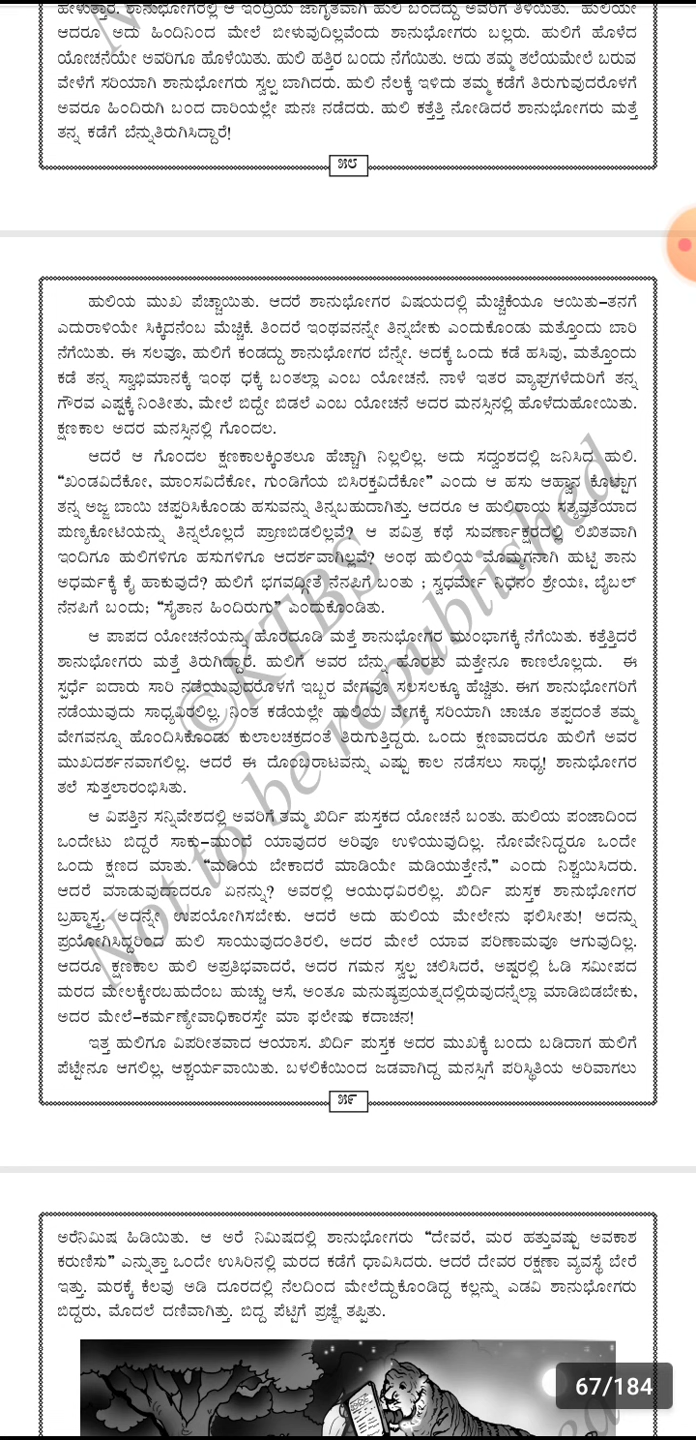 ಹೇಳುತ್ತಾರೆ. ಶಾನುಭೋಗರಲ್ಲಿ ಆ ಇಂದ್ರಿಯ ಜಾಗೃತವಾಗಿ ಹುಲಿ ಬಂದದ್ದು ಅವರಿಗೆ ತಿಳಿಯಿತು. ಹುಲಿಯೇ
ಆದರೂ ಅದು ಹಿಂದಿನಿಂದ ಮೇಲೆ ಬೀಳುವುದಿಲ್ಲವೆಂದು ಶಾನುಭೋಗರು ಬಲ್ಲರು. ಹುಲಿಗೆ ಹೊಳೆದ
ಯೋಚನೆಯೇ ಅವರಿಗೂ ಹೊಳೆಯಿತು. ಹುಲಿ ಹತ್ತಿರ ಬಂದು ನೆಗೆಯಿತು. ಅದು ತಮ್ಮ ತಲೆಯಮೇಲೆ ಬರುವ
ವೇಳೆಗೆ ಸರಿಯಾಗಿ ಶಾನುಭೋಗರು ಸ್ವಲ್ಪ ಬಾಗಿದರು. ಹುಲಿ ನೆಲಕ್ಕೆ ಇಳಿದು ತಮ್ಮ ಕಡೆಗೆ ತಿರುಗುವುದರೊಳಗೆ
ಅವರೂ ಹಿಂದಿರುಗಿ ಬಂದ ದಾರಿಯಲ್ಲೇ ಪುನಃ ನಡೆದರು. ಹುಲಿ ಕತ್ತೆತ್ತಿ ನೋಡಿದರೆ ಶಾನುಭೋಗರು ಮತ್ತೆ
ತನ್ನ ಕಡೆಗೆ ಬೆನ್ನುತಿರುಗಿಸಿದ್ದಾರೆ!
೫೮
ಹುಲಿಯ ಮುಖ ಪೆಚ್ಚಾಯಿತು. ಆದರೆ ಶಾನುಭೋಗರ ವಿಷಯದಲ್ಲಿ ಮೆಚ್ಚಿಕೆಯೂ ಆಯಿತು–ತನಗೆ
ಎದುರಾಳಿಯೇ ಸಿಕ್ಕಿದನೆಂಬ ಮೆಚ್ಚಿಕೆ. ತಿಂದರೆ ಇಂಥವನನ್ನೇ ತಿನ್ನಬೇಕು ಎಂದುಕೊಂಡು ಮತ್ತೊಂದು ಬಾರಿ
ನೆಗೆಯಿತು. ಈ ಸಲವೂ, ಹುಲಿಗೆ ಕಂಡದ್ದು ಶಾನುಭೋಗರ ಬೆನ್ನೇ. ಅದಕ್ಕೆ ಒಂದು ಕಡೆ ಹಸಿವು, ಮತ್ತೊಂದು
ಕಡೆ ತನ್ನ ಸ್ವಾಭಿಮಾನಕ್ಕೆ ಇಂಥ ಧಕ್ಕೆ ಬಂತಲ್ಲಾ ಎಂಬ ಯೋಚನೆ. ನಾಳೆ ಇತರ ವ್ಯಾಘ್ರಗಳೆದುರಿಗೆ ತನ್ನ
ಗೌರವ ಎಷ್ಟಕ್ಕೆ ನಿಂತೀತು, ಮೇಲೆ ಬಿದ್ದೇ ಬಿಡಲೆ ಎಂಬ ಯೋಚನೆ ಅದರ ಮನಸ್ಸಿನಲ್ಲಿ ಹೊಳೆದುಹೋಯಿತು.
ಕ್ಷಣಕಾಲ ಅದರ ಮನಸ್ಸಿನಲ್ಲಿ ಗೊಂದಲ.
ಆದರೆ ಆ ಗೊಂದಲ ಕ್ಷಣಕಾಲಕ್ಕಿಂತಲೂ ಹೆಚ್ಚಾಗಿ ನಿಲ್ಲಲಿಲ್ಲ. ಅದು ಸದ್ವಂಶದಲ್ಲಿ ಜನಿಸಿದ ಹುಲಿ.
“ಖಂಡವಿದೆಕೋ, ಮಾಂಸವಿದೆಕೋ, ಗುಂಡಿಗೆಯ ಬಿಸಿರಕ್ತವಿದೆಕೋ” ಎಂದು ಆ ಹಸು ಆಹ್ವಾನ ಕೊಟ್ಟಾಗ
ತನ್ನ ಅಜ್ಜ ಬಾಯಿ ಚಪ್ಪರಿಸಿಕೊಂಡು ಹಸುವನ್ನು ತಿನ್ನಬಹುದಾಗಿತ್ತು. ಆದರೂ ಆ ಹುಲಿರಾಯ ಸತ್ಯವ್ರತೆಯಾದ
ಪುಣ್ಯಕೋಟಿಯನ್ನು ತಿನ್ನಲೊಲ್ಲದೆ ಪ್ರಾಣಬಿಡಲಿಲ್ಲವೆ? ಆ ಪವಿತ್ರ ಕಥೆ ಸುವರ್ಣಾಕ್ಷರದಲ್ಲಿ ಲಿಖಿತವಾಗಿ
ಇಂದಿಗೂ ಹುಲಿಗಳಿಗೂ ಹಸುಗಳಿಗೂ ಆದರ್ಶವಾಗಿಲ್ಲವೆ? ಅಂಥ ಹುಲಿಯ ಮೊಮ್ಮಗನಾಗಿ ಹುಟ್ಟಿ ತಾನು
ಅಧರ್ಮಕ್ಕೆ ಕೈ ಹಾಕುವುದೆ? ಹುಲಿಗೆ ಭಗವದ್ಗೀತೆ ನೆನಪಿಗೆ ಬಂತು ; ಸ್ವಧರ್ಮೇ ನಿಧನಂ ಶ್ರೇಯಃ, ಬೈಬಲ್
ನೆನಪಿಗೆ ಬಂದು; “ಸೈತಾನ ಹಿಂದಿರುಗು” ಎಂದುಕೊಂಡಿತು.
ಆ ಪಾಪದ ಯೋಚನೆಯನ್ನು ಹೊರದೂಡಿ ಮತ್ತೆ ಶಾನುಭೋಗರ ಮುಂಭಾಗಕ್ಕೆ ನೆಗೆಯಿತು. ಕತ್ತೆತ್ತಿದರೆ
ಶಾನುಭೋಗರು ಮತ್ತೆ ತಿರುಗಿದ್ದಾರೆ. ಹುಲಿಗೆ ಅವರ ಬೆನ್ನು ಹೊರತು ಮತ್ತೇನೂ ಕಾಣಲೊಲ್ಲದು. ಈ
ಸ್ಪರ್ಧೆ ಐದಾರು ಸಾರಿ ನಡೆಯುವುದರೊಳಗೆ ಇಬ್ಬರ ವೇಗವೂ ಸಲಸಲಕ್ಕೂ ಹೆಚ್ಚಿತು. ಈಗ ಶಾನುಭೋಗರಿಗೆ
ನಡೆಯುವುದು ಸಾಧ್ಯವಿರಲಿಲ್ಲ. ನಿಂತ ಕಡೆಯಲ್ಲೇ ಹುಲಿಯ ವೇಗಕ್ಕೆ ಸರಿಯಾಗಿ ಚಾಚೂ ತಪ್ಪದಂತೆ ತಮ್ಮ
ವೇಗವನ್ನೂ ಹೊಂದಿಸಿಕೊಂಡು ಕುಲಾಲಚಕ್ರದಂತೆ ತಿರುಗುತ್ತಿದ್ದರು. ಒಂದು ಕ್ಷಣವಾದರೂ ಹುಲಿಗೆ ಅವರ
ಮುಖದರ್ಶನವಾಗಲಿಲ್ಲ. ಆದರೆ ಈ ದೊಂಬರಾಟವನ್ನು ಎಷ್ಟು ಕಾಲ ನಡೆಸಲು ಸಾಧ್ಯ! ಶಾನುಭೋಗರ
ತಲೆ ಸುತ್ತಲಾರಂಭಿಸಿತು.
ಆ ವಿಪತ್ತಿನ ಸನ್ನಿವೇಶದಲ್ಲಿ ಅವರಿಗೆ ತಮ್ಮ ಖಿರ್ದಿ ಪುಸ್ತಕದ ಯೋಚನೆ ಬಂತು. ಹುಲಿಯ ಪಂಜಾದಿಂದ
ಒಂದೇಟು ಬಿದ್ದರೆ ಸಾಕು–ಮುಂದೆ ಯಾವುದರ ಅರಿವೂ ಉಳಿಯುವುದಿಲ್ಲ. ನೋವೇನಿದ್ದರೂ ಒಂದೇ
ಒಂದು ಕ್ಷಣದ ಮಾತು. “ಮಡಿಯ ಬೇಕಾದರೆ ಮಾಡಿಯೇ ಮಡಿಯುತ್ತೇನೆ,” ಎಂದು ನಿಶ್ಚಯಿಸಿದರು.
ಆದರೆ ಮಾಡುವುದಾದರೂ ಏನನ್ನು? ಅವರಲ್ಲಿ ಆಯುಧವಿರಲಿಲ್ಲ. ಖಿರ್ದಿ ಪುಸ್ತಕ ಶಾನುಭೋಗರ
ಬ್ರಹ್ಮಾಸ್ತ್ರ, ಅದನ್ನೇ ಉಪಯೋಗಿಸಬೇಕು. ಆದರೆ ಅದು ಹುಲಿಯ ಮೇಲೇನು ಫಲಿಸೀತು! ಅದನ್ನು
ಪ್ರಯೋಗಿಸಿದ್ದರಿಂದ ಹುಲಿ ಸಾಯುವುದಂತಿರಲಿ, ಅದರ ಮೇಲೆ ಯಾವ ಪರಿಣಾಮವೂ ಆಗುವುದಿಲ್ಲ.
ಆದರೂ ಕ್ಷಣಕಾಲ ಹುಲಿ ಅಪ್ರತಿಭವಾದರೆ, ಅದರ ಗಮನ ಸ್ವಲ್ಪ ಚಲಿಸಿದರೆ, ಅಷ್ಟರಲ್ಲಿ ಓಡಿ ಸಮೀಪದ
ಮರದ ಮೇಲಕ್ಕೇರಬಹುದೆಂಬ ಹುಚ್ಚು ಆಸೆ, ಅಂತೂ ಮನುಷ್ಯಪ್ರಯತ್ನದಲ್ಲಿರುವುದನ್ನೆಲ್ಲಾ ಮಾಡಿಬಿಡಬೇಕು,
ಅದರ ಮೇಲೆ–ಕರ್ಮಣ್ಯೇವಾಧಿಕಾರಸ್ತೇ ಮಾ ಫಲೇಷು ಕದಾಚನ!
ಇತ್ತ ಹುಲಿಗೂ ವಿಪರೀತವಾದ ಆಯಾಸ. ಖಿರ್ದಿ ಪುಸ್ತಕ ಅದರ ಮುಖಕ್ಕೆ ಬಂದು ಬಡಿದಾಗ ಹುಲಿಗೆ
ಪೆಟ್ಟೇನೂ ಆಗಲಿಲ್ಲ, ಆಶ್ಚರ್ಯವಾಯಿತು. ಬಳಲಿಕೆಯಿಂದ ಜಡವಾಗಿದ್ದ ಮನಸ್ಸಿಗೆ ಪರಿಸ್ಥಿತಿಯ ಅರಿವಾಗಲು
©KTBS
Not to be republished
೫೯
ಅರೆನಿಮಿಷ ಹಿಡಿಯಿತು. ಆ ಅರೆ ನಿಮಿಷದಲ್ಲಿ ಶಾನುಭೋಗರು “ದೇವರೆ, ಮರ ಹತ್ತುವಷ್ಟು ಅವಕಾಶ
ಕರುಣಿಸು” ಎನ್ನುತ್ತಾ ಒಂದೇ ಉಸಿರಿನಲ್ಲಿ ಮರದ ಕಡೆಗೆ ಧಾವಿಸಿದರು. ಆದರೆ ದೇವರ ರಕ್ಷಣಾ ವ್ಯವಸ್ಥೆ ಬೇರೆ
ಇತ್ತು. ಮರಕ್ಕೆ ಕೆಲವು ಅಡಿ ದೂರದಲ್ಲಿ ನೆಲದಿಂದ ಮೇಲೆದ್ದುಕೊಂಡಿದ್ದ ಕಲ್ಲನ್ನು ಎಡವಿ ಶಾನುಭೋಗರು
ಬಿದ್ದರು, ಮೊದಲೆ ದಣಿವಾಗಿತ್ತು. ಬಿದ್ದ ಪೆಟ್ಟಿಗೆ ಪ್ರಜ್ಞೆ ತಪ್ಪಿತು.
67/184